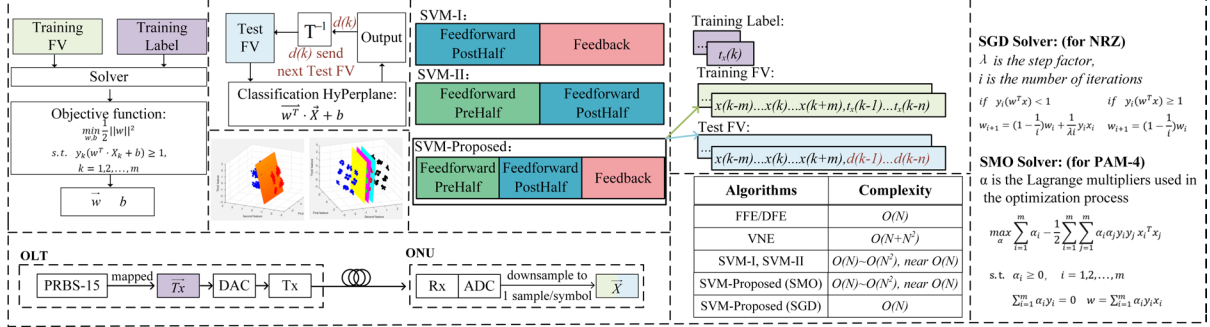 Training
FV
Training
Label
Solver
Objective function:
min w,b 1/2 ||w||²
s.t. y_k(w^T · X_k + b) ≥ 1,
k = 1,2,...,m
w⃗ b
Test
FV
T⁻¹
d(k)
Output
d(k) send
next Test FV
Classification HyPerplane:
w^T · X⃗ + b
SVM-I:
Feedforward
PostHalf
Feedback
SVM-II:
Feedforward
PreHalf
Feedforward
PostHalf
SVM-Proposed:
Feedforward
PreHalf
Feedforward
PostHalf
Feedback
Training Label:
...
t_x(k)
Training FV:
...
x(k-m)...x(k)...x(k+m),t_x(k-1)...t_x(k-n)
Test FV:
...
x(k-m)...x(k)...x(k+m),d(k-1)...d(k-n)
Algorithms Complexity
FFE/DFE O(N)
VNE O(N+N²)
SVM-I, SVM-II O(N)~O(N²), near O(N)
SVM-Proposed (SMO) O(N)~O(N²), near O(N)
SVM-Proposed (SGD) O(N)
SGD Solver: (for NRZ)
λ is the step factor,
i is the number of iterations
if y_i(w^T x) < 1 if y_i(w^T x) ≥ 1
w_{i+1} = (1 − 1/i)w_i + 1/(λi) y_i x_i w_{i+1} = (1 − 1/i)w_i
SMO Solver: (for PAM-4)
α is the Lagrange multipliers used in
the optimization process
max α ∑_{i=1}^{m} α_i − 1/2 ∑_{i=1}^{m} ∑_{j=1}^{m} α_i α_j y_i y_j x_i^T x_j
s.t. α_i ≥ 0, i = 1,2,...,m
∑_{i=1}^{m} α_i y_i = 0 w = ∑_{i=1}^{m} α_i y_i x_i
OLT
PRBS-15
mapped
Tx⃗
DAC
Tx
ONU
Rx
ADC
downsample to
1 sample/symbol
X⃗